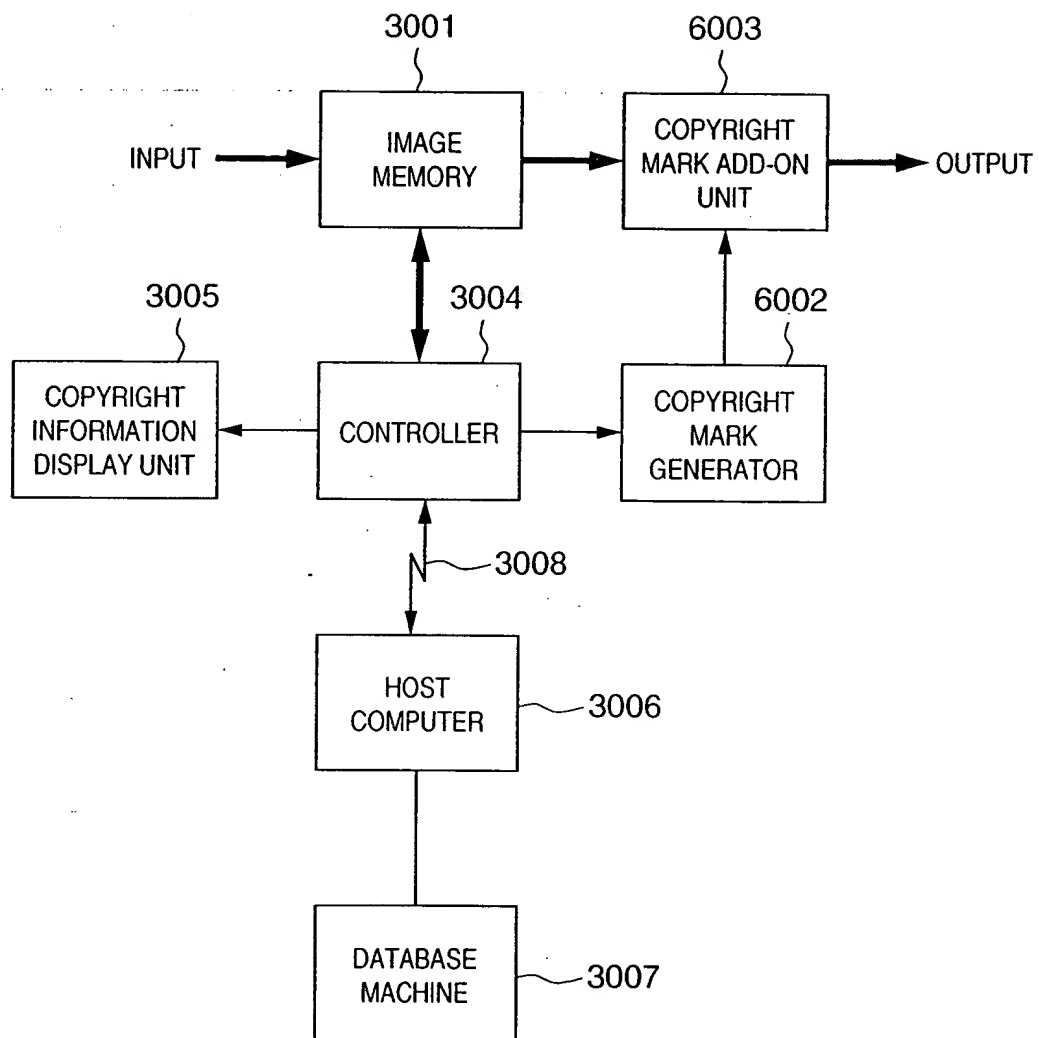 3001
6003
INPUT
IMAGE
MEMORY
COPYRIGHT
MARK ADD-ON
UNIT
OUTPUT
3005
3004
6002
COPYRIGHT
INFORMATION
DISPLAY UNIT
CONTROLLER
COPYRIGHT
MARK
GENERATOR
3008
HOST
COMPUTER
3006
DATABASE
MACHINE
3007